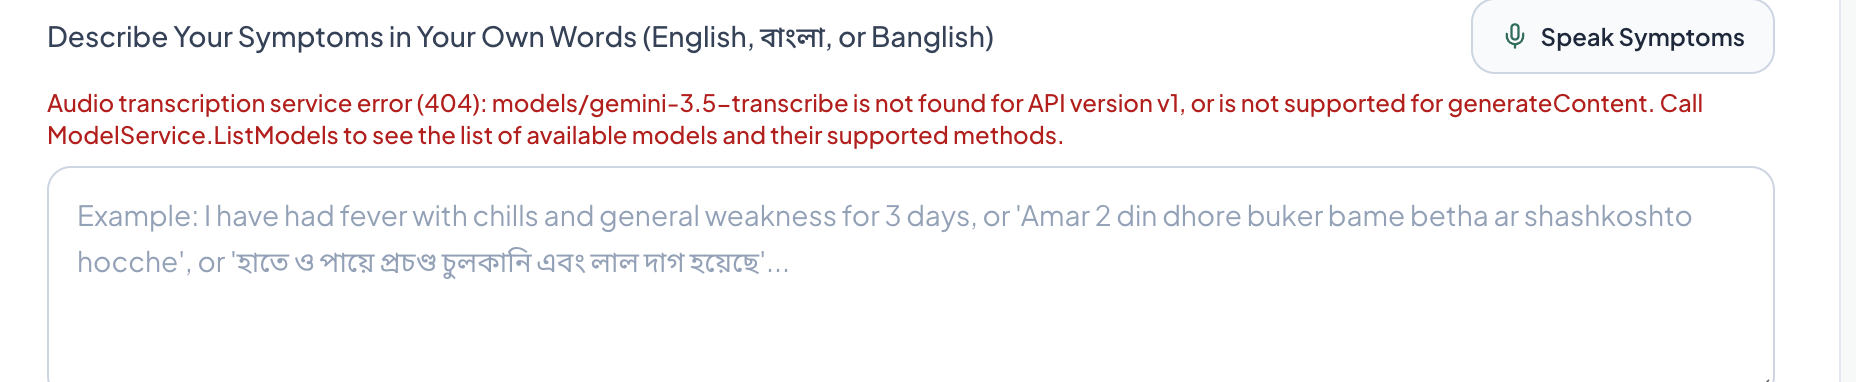 Describe Your Symptoms in Your Own Words (English, বাংলা, or Banglish)
Speak Symptoms
Audio transcription service error (404): models/gemini-3.5-transcribe is not found for API version v1, or is not supported for generateContent. Call
ModelService.ListModels to see the list of available models and their supported methods.
Example: I have had fever with chills and general weakness for 3 days, or 'Amar 2 din dhore buker bame betha ar shashkoshto
hocche', or 'হাতে ও পায়ে প্রচণ্ড চুলকানি এবং লাল দাগ হয়েছে'...